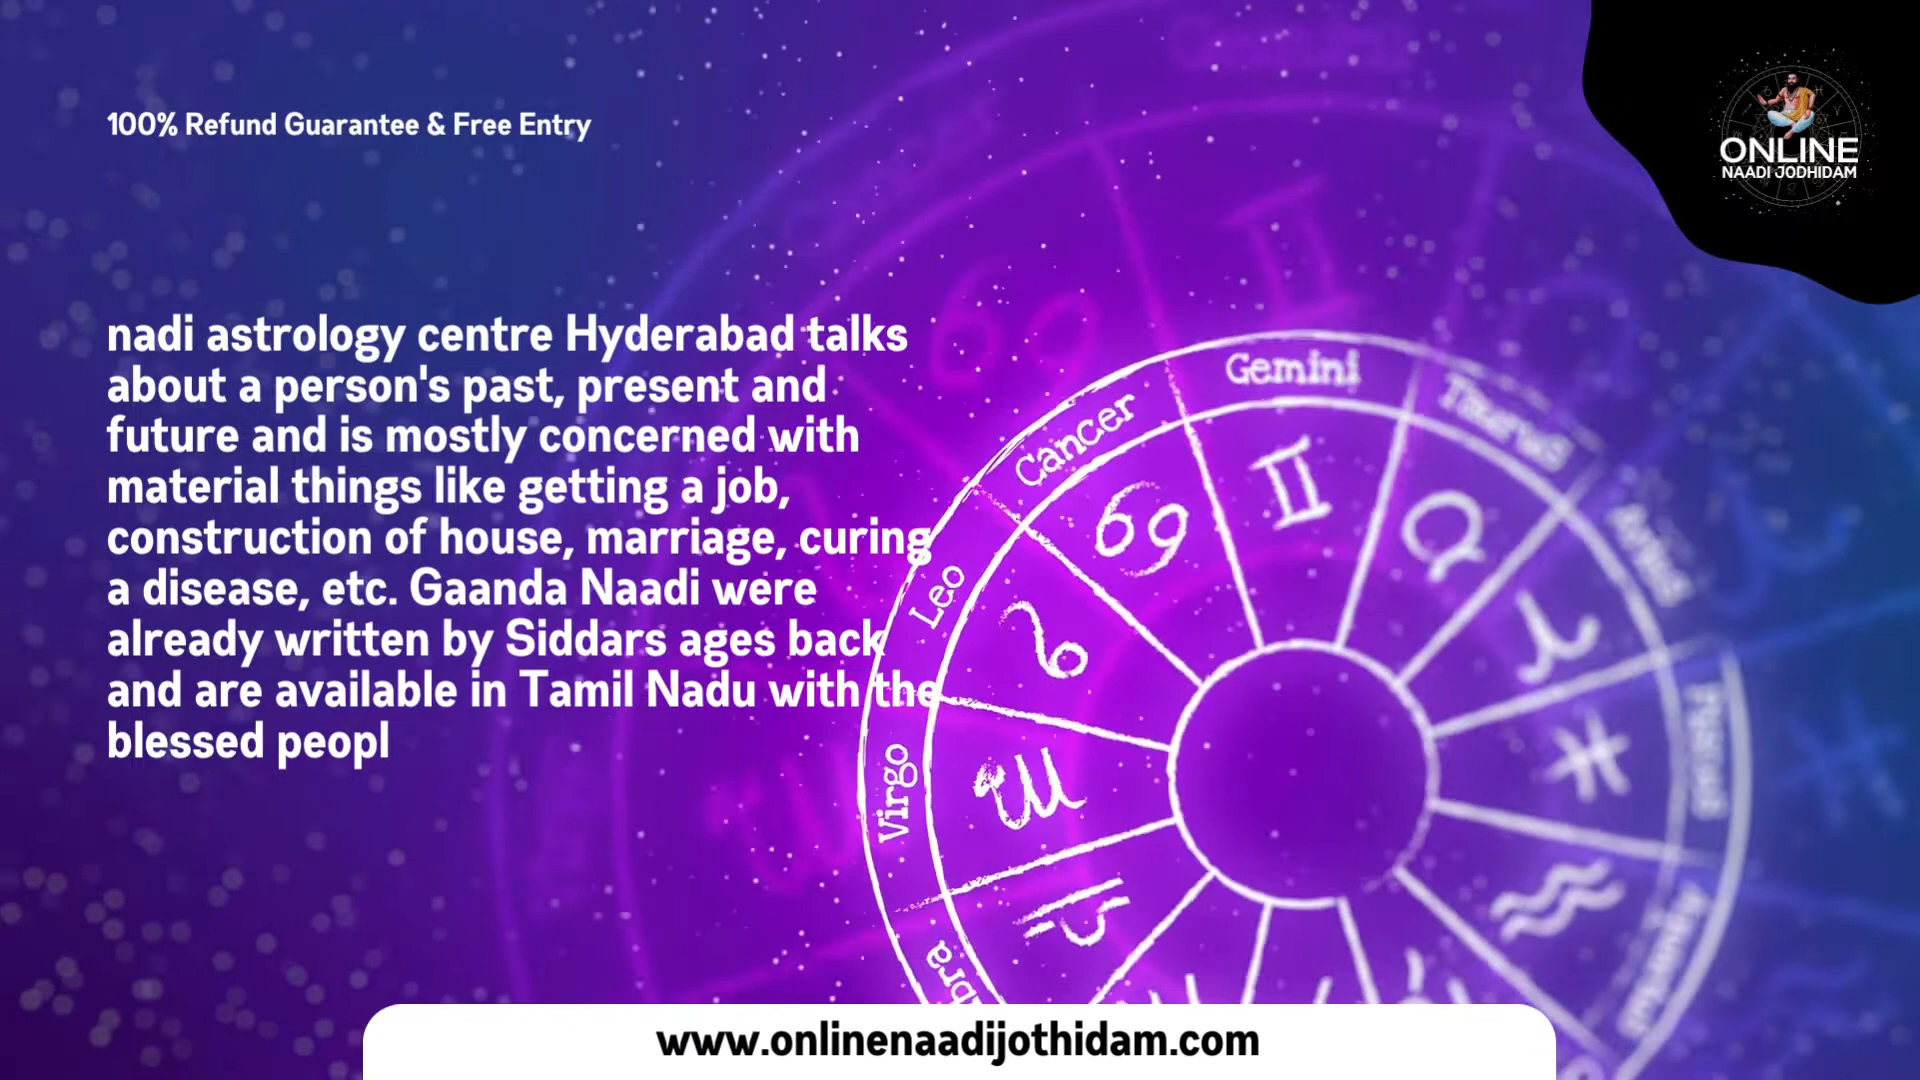 100% Refund Guarantee & Free Entry
ONLINE
NAADI JODHIDAM
nadi astrology centre Hyderabad talks
about a person's past, present and
future and is mostly concerned with
material things like getting a job,
construction of house, marriage, curing
a disease, etc. Gaanda Naadi were
already written by Siddars ages back
and are available in Tamil Nadu with the
blessed peopl
Gemini
Cancer
Taurus
Leo
Virgo
Aquarius
www.onlinenaadijothidam.com